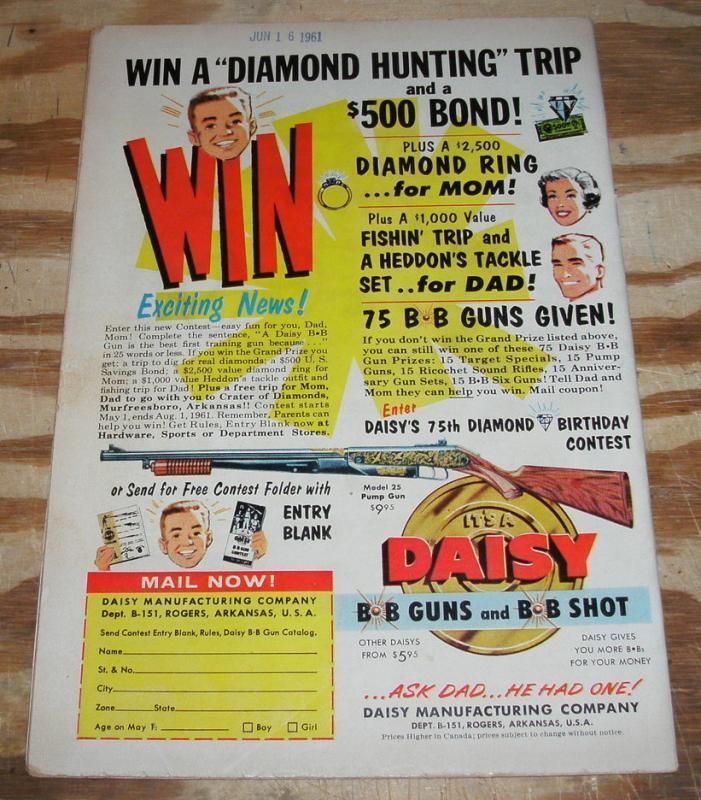 JUN 16 1961
WIN A "DIAMOND HUNTING" TRIP
and a
$500 BOND!
WIN
PLUS A $2,500
DIAMOND RING
...for MOM!
Plus A $1,000 Value
FISHIN' TRIP and
A HEDDON'S TACKLE
SET..for DAD!
Exciting News!
Enter this new Contest—easy fun for you, Dad,
Mom! Complete the sentence, "A Daisy B•B
Gun is the best first training gun because..."
in 25 words or less. If you win the Grand Prize you
get: a trip to dig for real diamonds; a $500 U. S.
Savings Bond; a $2,500 value diamond ring for
Mom; a $1,000 value Heddon's tackle outfit and
fishing trip for Dad! Plus a free trip for Mom,
Dad to go with you to Crater of Diamonds,
Murfreesboro, Arkansas!! Contest starts
May 1, ends Aug. 1, 1961. Remember, Parents can
help you win! Get Rules, Entry Blank now at
Hardware, Sports or Department Stores.
75 B•B GUNS GIVEN!
If you don't win the Grand Prize listed above,
you can still win one of these 75 Daisy B•B
Gun Prizes: 15 Target Specials, 15 Pump
Guns, 15 Ricochet Sound Rifles, 15 Anniver-
sary Gun Sets, 15 B•B Six Guns! Tell Dad and
Mom they can help you win. Mail coupon!
Enter
DAISY'S 75th DIAMOND BIRTHDAY
CONTEST
or Send for Free Contest Folder with
ENTRY
BLANK
Model 25
Pump Gun
$9.95
IT'S A
DAISY
B•B GUNS and B•B SHOT
OTHER DAISYS
FROM $5.95
DAISY GIVES
YOU MORE B•Bs
FOR YOUR MONEY
...ASK DAD...HE HAD ONE!
DAISY MANUFACTURING COMPANY
DEPT. B-151, ROGERS, ARKANSAS, U.S.A.
Prices Higher in Canada; prices subject to change without notice.
MAIL NOW!
DAISY MANUFACTURING COMPANY
Dept. B-151, ROGERS, ARKANSAS, U. S. A.
Send Contest Entry Blank, Rules, Daisy B•B Gun Catalog.
Name
St. & No.
City
Zone State
Age on May 1: Boy Girl